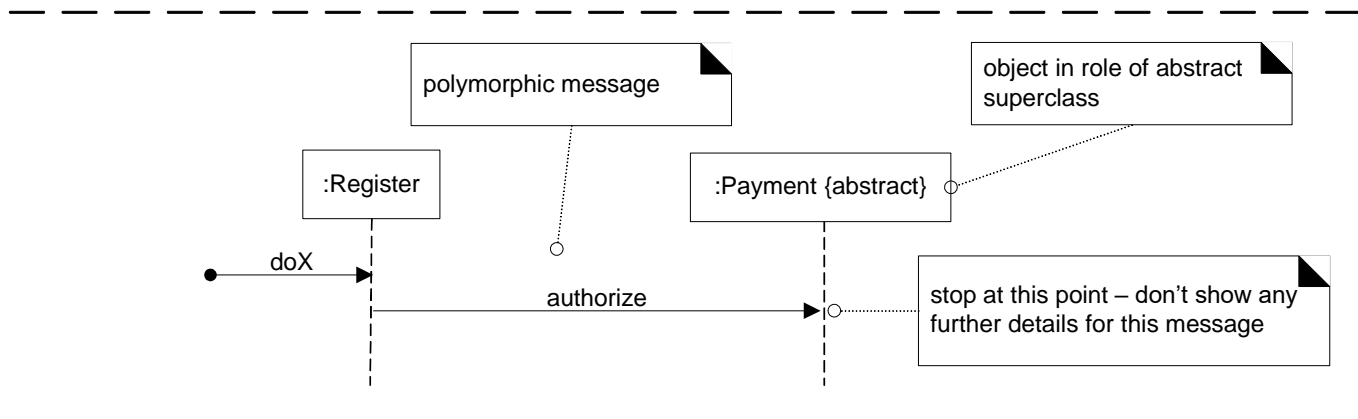 polymorphic message
object in role of abstract
superclass
:Register
:Payment {abstract}
doX
authorize
stop at this point – don’t show any
further details for this message